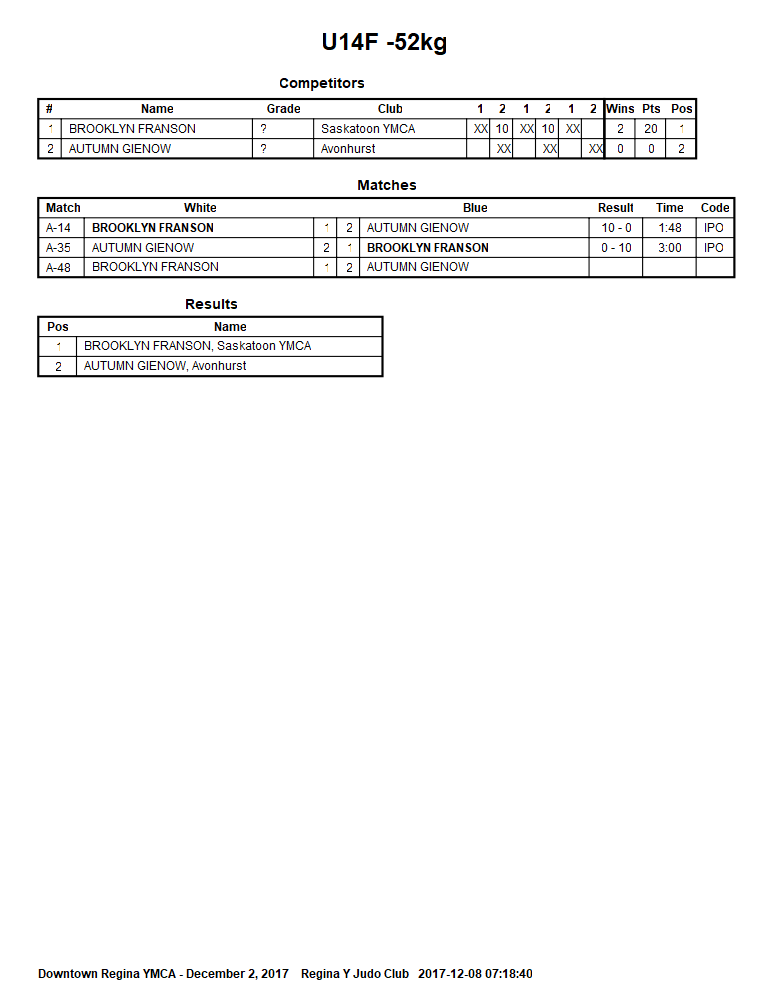 U14F -52kg
Competitors
# Name Grade Club 1 2 1 2 1 2 Wins Pts Pos
1 BROOKLYN FRANSON ? Saskatoon YMCA XX 10 XX 10 XX 2 20 1
2 AUTUMN GIENOW ? Avonhurst XX XX XX 0 0 2
Matches
Match White Blue Result Time Code
A-14 BROOKLYN FRANSON 1 2 AUTUMN GIENOW 10 - 0 1:48 IPO
A-35 AUTUMN GIENOW 2 1 BROOKLYN FRANSON 0 - 10 3:00 IPO
A-48 BROOKLYN FRANSON 1 2 AUTUMN GIENOW
Results
Pos Name
1 BROOKLYN FRANSON, Saskatoon YMCA
2 AUTUMN GIENOW, Avonhurst
Downtown Regina YMCA - December 2, 2017 Regina Y Judo Club 2017-12-08 07:18:40